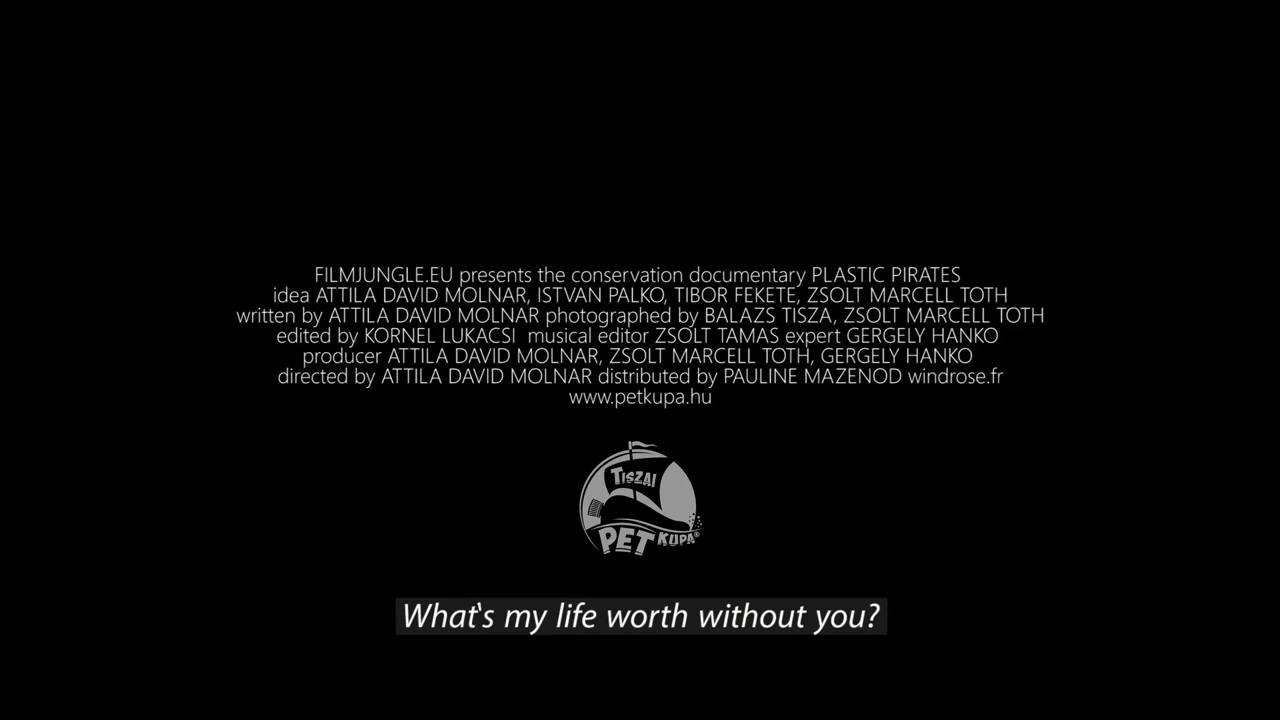 FILMJUNGLE.EU presents the conservation documentary PLASTIC PIRATES
idea ATTILA DAVID MOLNAR, ISTVAN PALKO, TIBOR FEKETE, ZSOLT MARCELL TOTH
written by ATTILA DAVID MOLNAR photographed by BALAZS TISZA, ZSOLT MARCELL TOTH
edited by KORNEL LUKACSI musical editor ZSOLT TAMAS expert GERGELY HANKO
producer ATTILA DAVID MOLNAR, ZSOLT MARCELL TOTH, GERGELY HANKO
directed by ATTILA DAVID MOLNAR distributed by PAULINE MAZENOD windrose.fr
www.petkupa.hu
TISZAI
PET KUPA®
What's my life worth without you?